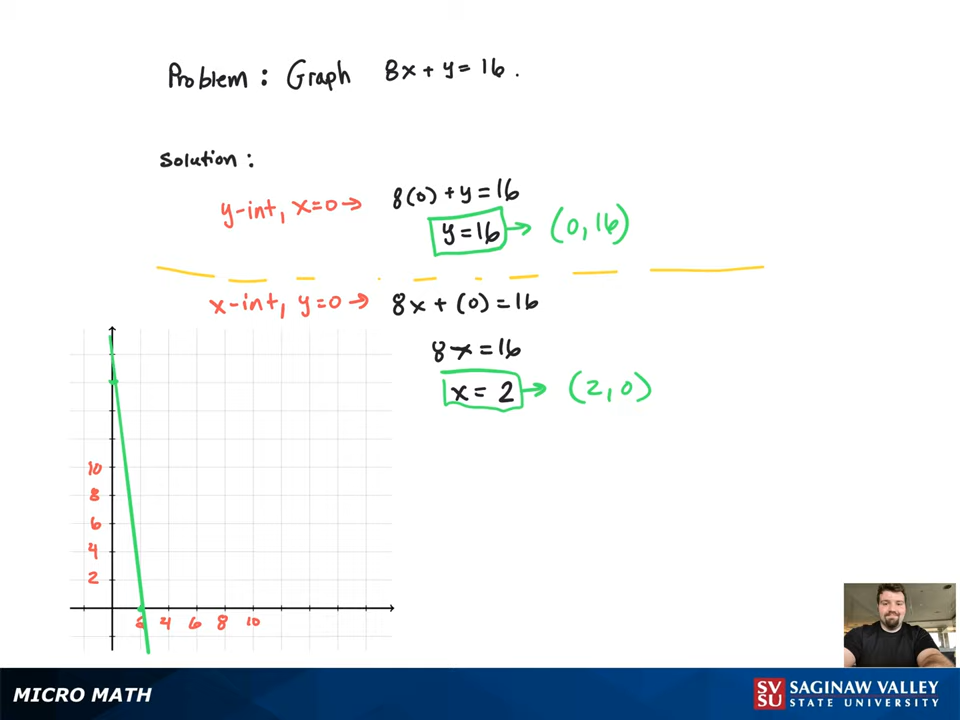 Problem: Graph 8x + y = 16.
Solution:
y-int, x=0 → 8(0) + y = 16
y = 16 → (0, 16)
x-int, y=0 → 8x + (0) = 16
8x = 16
x = 2 → (2, 0)
10
8
6
4
2
2 4 6 8 10
MICRO MATH
SV
SU
SAGINAW VALLEY
STATE UNIVERSITY